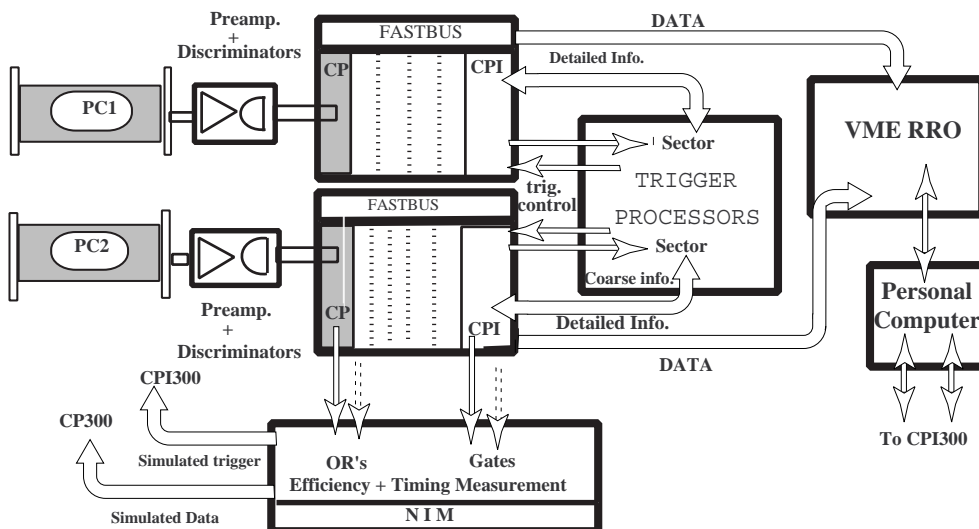 Preamp.
+
Discriminators
FASTBUS
DATA
CP
CPI
Detailed Info.
PC1
VME RRO
Sector
TRIGGER
PROCESSORS
Sector
trig.
control
FASTBUS
PC2
Coarse info.
Personal
Computer
Preamp.
+
Discriminators
CP
CPI
Detailed Info.
DATA
CPI300
CP300
To CPI300
Simulated trigger
OR's
Gates
Efficiency + Timing Measurement
Simulated Data
N I M